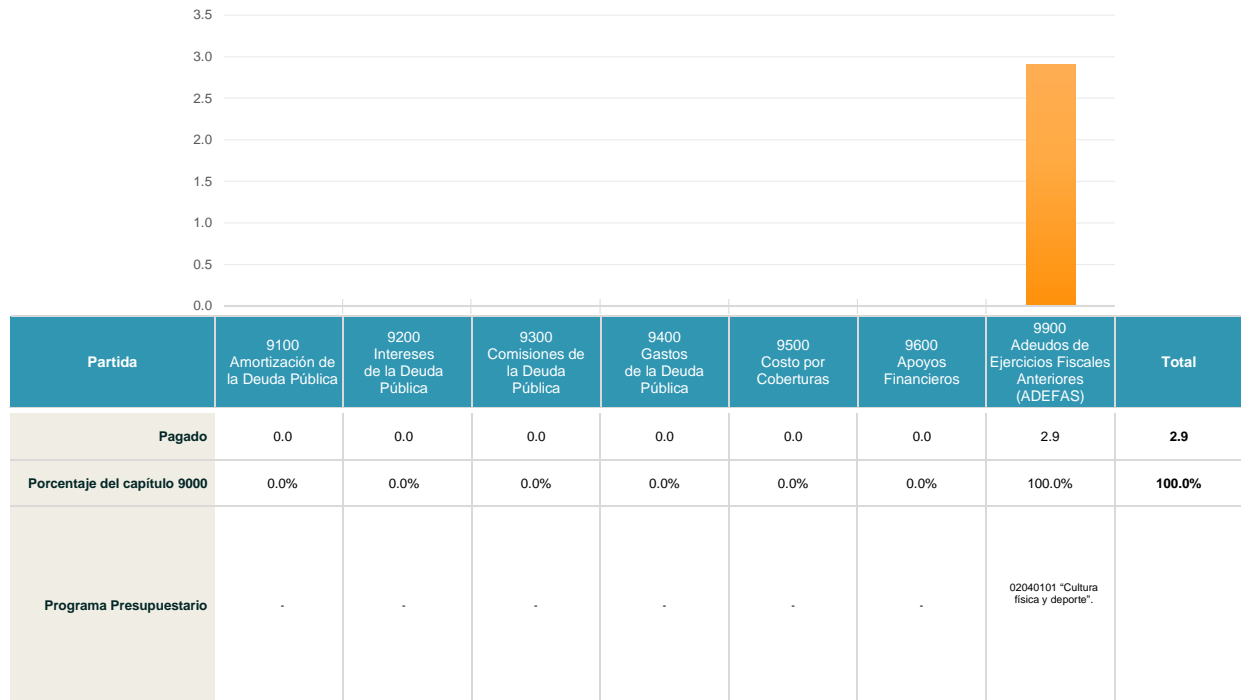 3.5
3.0
2.5
2.0
1.5
1.0
0.5
0.0
Partida
9100
Amortización de
la Deuda Pública
9200
Intereses
de la Deuda
Pública
9300
Comisiones de
la Deuda
Pública
9400
Gastos
de la Deuda
Pública
9500
Costo por
Coberturas
9600
Apoyos
Financieros
9900
Adeudos de
Ejercicios Fiscales
Anteriores
(ADEFAS)
Total
Pagado 0.0 0.0 0.0 0.0 0.0 0.0 2.9 2.9
Porcentaje del capítulo 9000 0.0% 0.0% 0.0% 0.0% 0.0% 0.0% 100.0% 100.0%
Programa Presupuestario - - - - - -
02040101 “Cultura
física y deporte”.